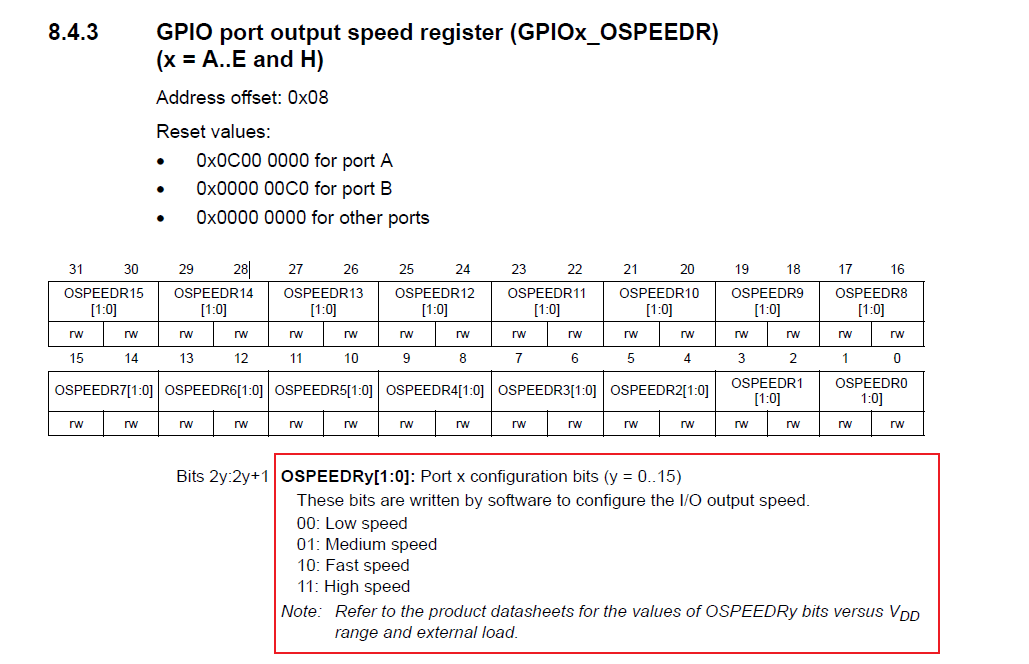 8.4.3 GPIO port output speed register (GPIOx_OSPEEDR)
(x = A..E and H)
Address offset: 0x08
Reset values:
• 0x0C00 0000 for port A
• 0x0000 00C0 for port B
• 0x0000 0000 for other ports
31 30 29 28 27 26 25 24 23 22 21 20 19 18 17 16
OSPEEDR15 OSPEEDR14 OSPEEDR13 OSPEEDR12 OSPEEDR11 OSPEEDR10 OSPEEDR9 OSPEEDR8
[1:0] [1:0] [1:0] [1:0] [1:0] [1:0] [1:0] [1:0]
rw rw rw rw rw rw rw rw rw rw rw rw rw rw rw rw
15 14 13 12 11 10 9 8 7 6 5 4 3 2 1 0
OSPEEDR7[1:0] OSPEEDR6[1:0] OSPEEDR5[1:0] OSPEEDR4[1:0] OSPEEDR3[1:0] OSPEEDR2[1:0] OSPEEDR1 OSPEEDR0
[1:0] 1:0]
rw rw rw rw rw rw rw rw rw rw rw rw rw rw rw rw
Bits 2y:2y+1 OSPEEDRy[1:0]: Port x configuration bits (y = 0..15)
These bits are written by software to configure the I/O output speed.
00: Low speed
01: Medium speed
10: Fast speed
11: High speed
Note: Refer to the product datasheets for the values of OSPEEDRy bits versus VDD
range and external load.